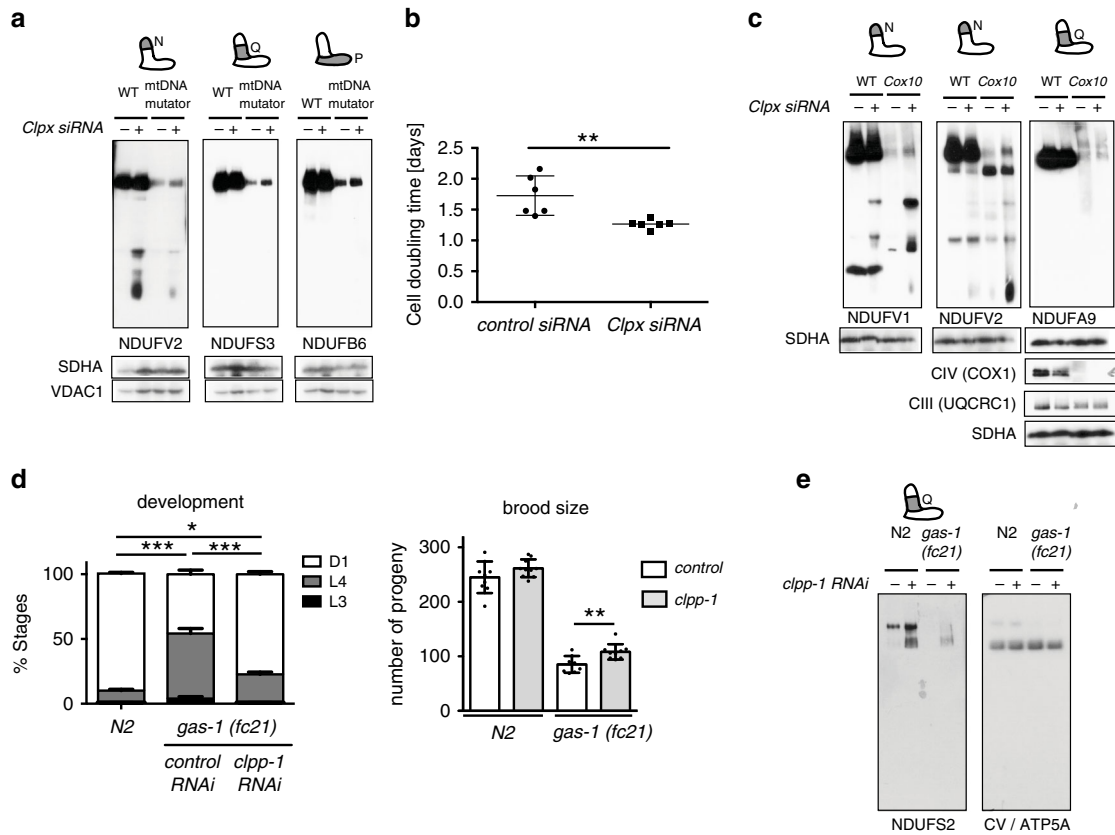 a
N Q P
WT mtDNA mutator WT mtDNA mutator WT mtDNA mutator
Clpx siRNA – + – + – + – + – + – +
NDUFV2 NDUFS3 NDUFB6
SDHA
VDAC1
b
**
Cell doubling time [days]
2.5
2.0
1.5
1.0
0.5
0.0
control siRNA Clpx siRNA
c
N N Q
WT Cox10 WT Cox10 WT Cox10
Clpx siRNA – + – + – + – + – + – +
NDUFV1 NDUFV2 NDUFA9
SDHA
CIV (COX1)
CIII (UQCRC1)
SDHA
d
development
*
*** ***
% Stages
100
50
0
D1
L4
L3
N2 gas-1 (fc21)
control RNAi clpp-1 RNAi
brood size
number of progeny
300
200
100
0
**
control
clpp-1
N2 gas-1 (fc21)
e
Q
N2 gas-1 (fc21) N2 gas-1 (fc21)
clpp-1 RNAi – + – + – + – +
NDUFS2 CV / ATP5A